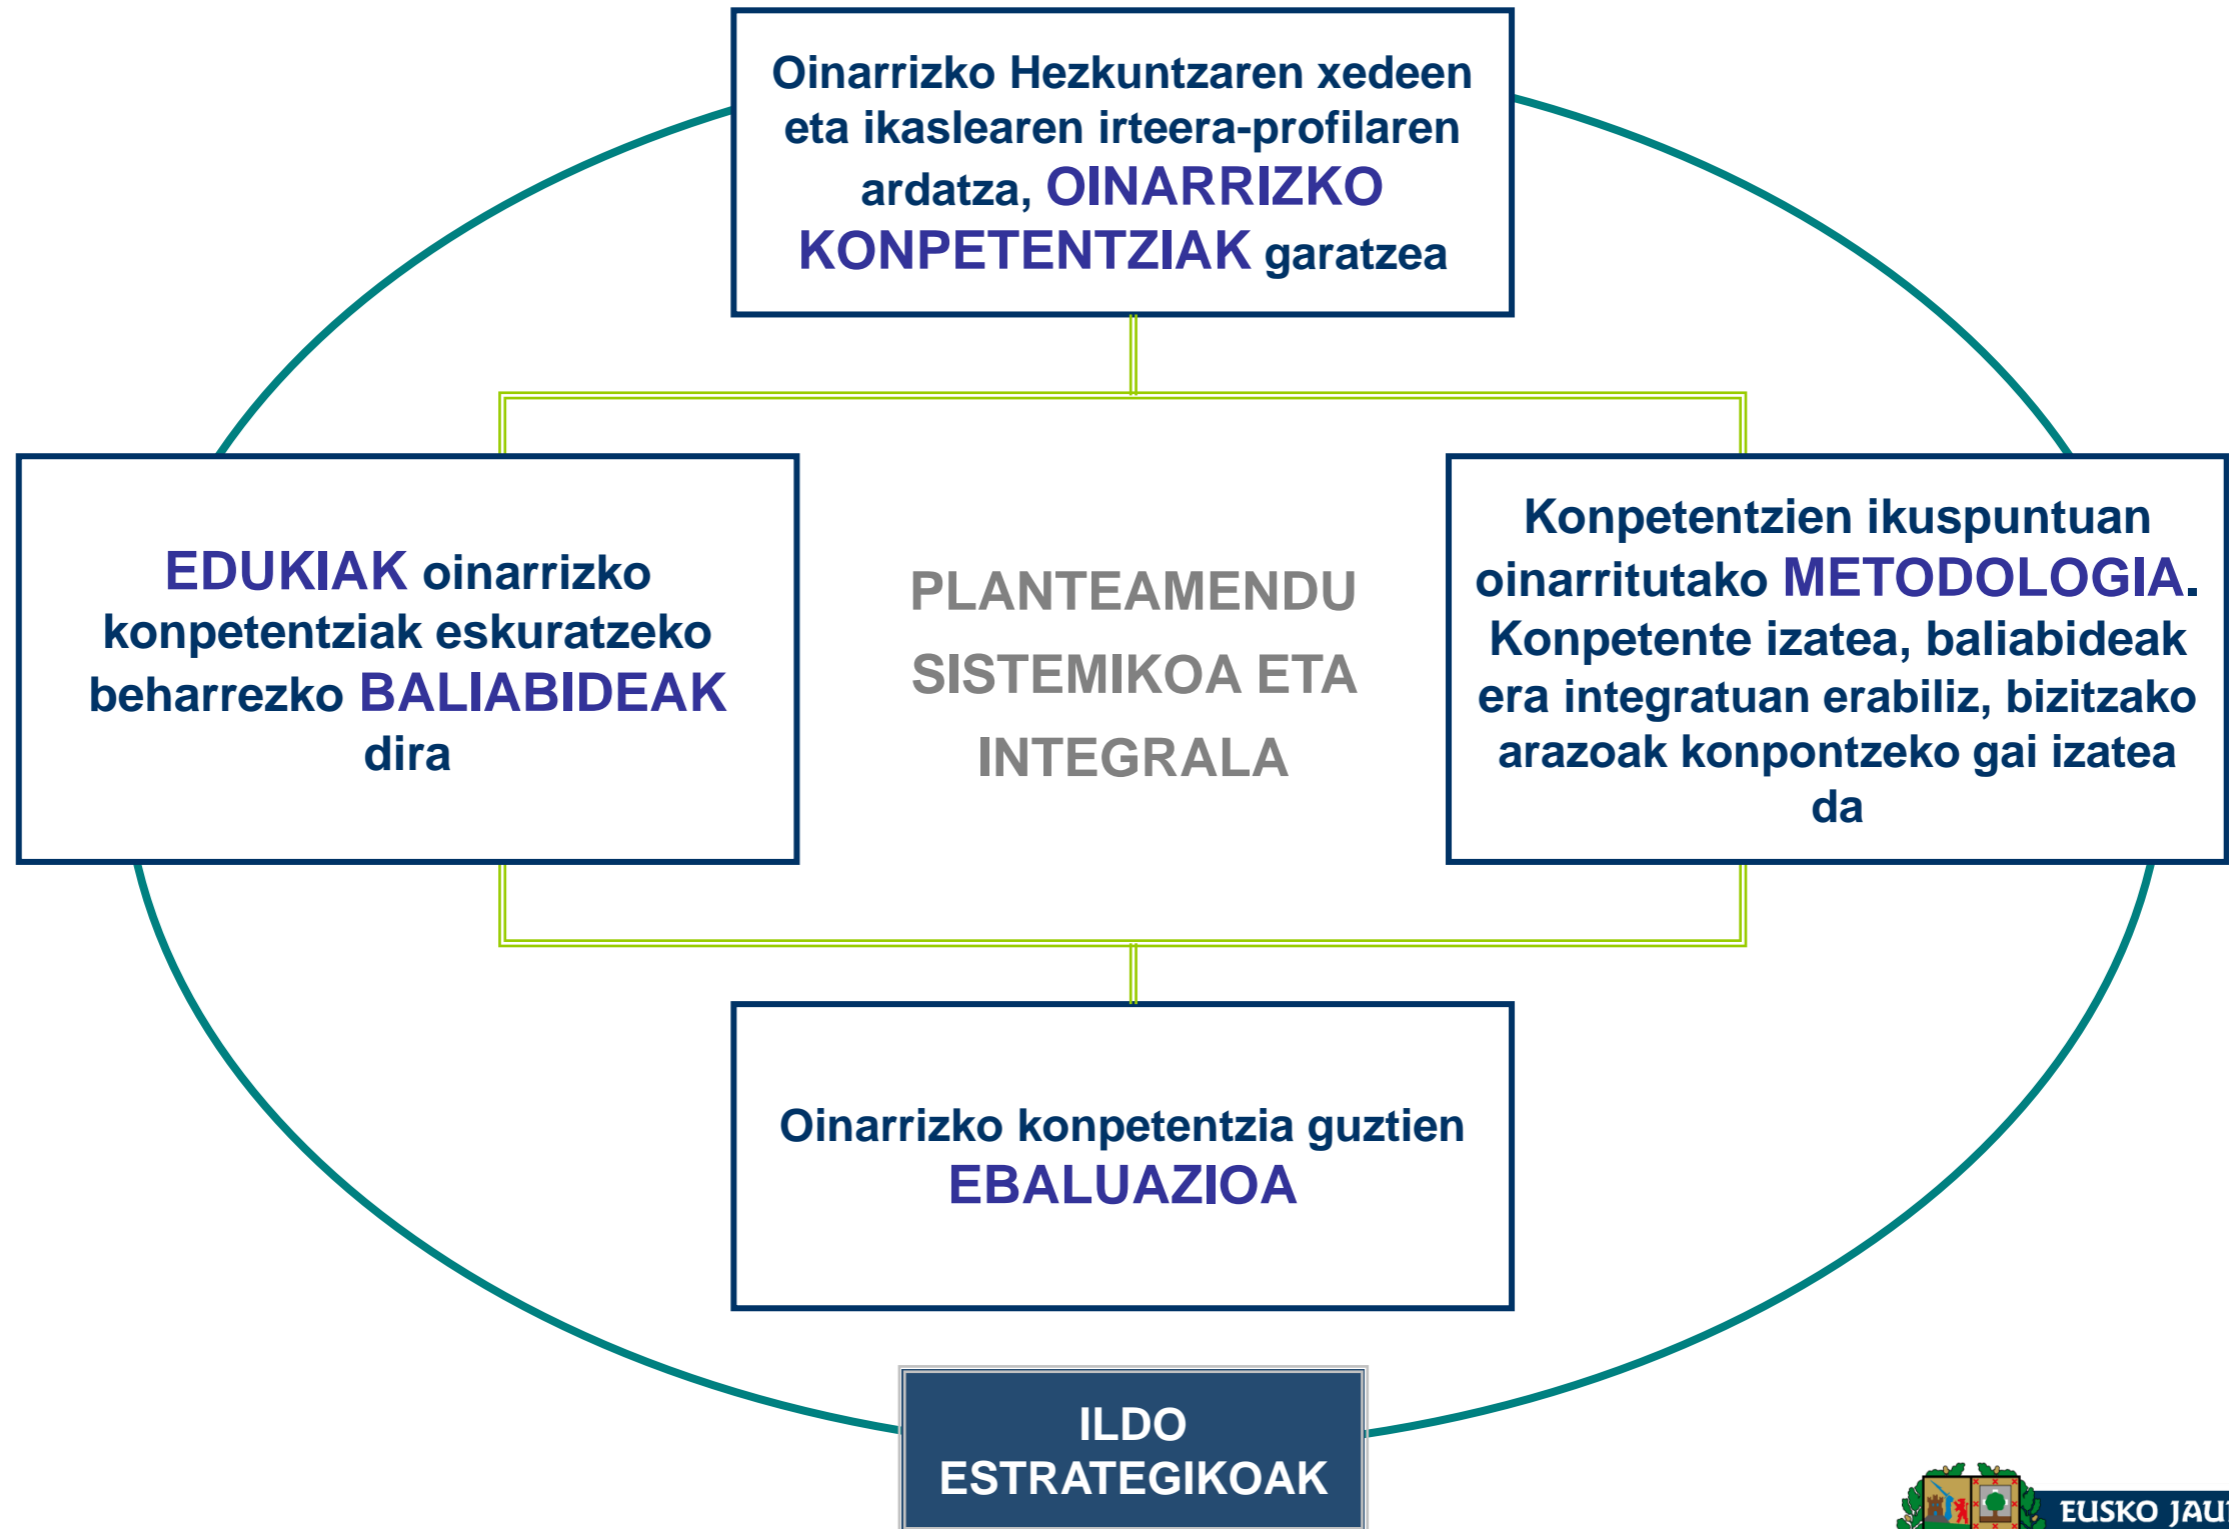 Oinarrizko Hezkuntzaren xedeen
eta ikaslearen irteera-profilaren
ardatza, OINARRIZKO
KONPETENTZIAK garatzea
EDUKIAK oinarrizko
konpetentziak eskuratzeko
beharrezko BALIABIDEAK
dira
PLANTEAMENDU
SISTEMIKOA ETA
INTEGRALA
Konpetentzien ikuspuntuan
oinarritutako METODOLOGIA.
Konpetente izatea, baliabideak
era integratuan erabiliz, bizitzako
arazoak konpontzeko gai izatea
da
Oinarrizko konpetentzia guztien
EBALUAZIOA
ILDO
ESTRATEGIKOAK
EUSKO